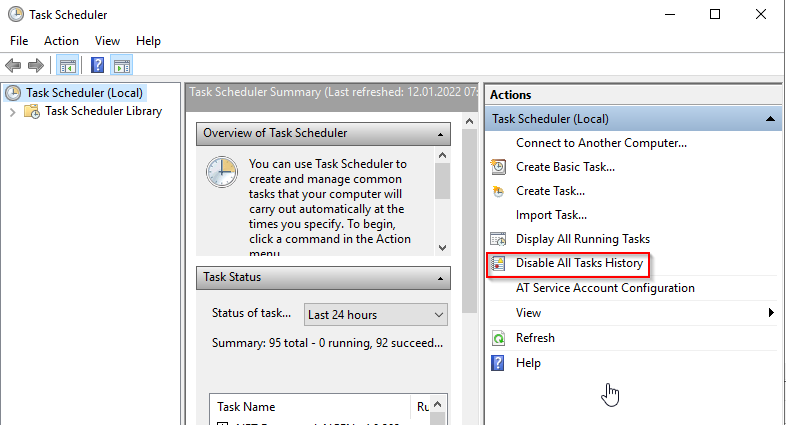 Task Scheduler
File Action View Help
Task Scheduler (Local)
Task Scheduler Library
Task Scheduler Summary (Last refreshed: 12.01.2022 07:
Overview of Task Scheduler
You can use Task Scheduler to
create and manage common
tasks that your computer will
carry out automatically at the
times you specify. To begin,
click a command in the Action
menu
Task Status
Status of task...
Last 24 hours
Summary: 95 total - 0 running, 92 succeed...
Task Name
Ru
Actions
Task Scheduler (Local)
Connect to Another Computer...
Create Basic Task...
Create Task...
Import Task...
Display All Running Tasks
Disable All Tasks History
AT Service Account Configuration
View
Refresh
Help